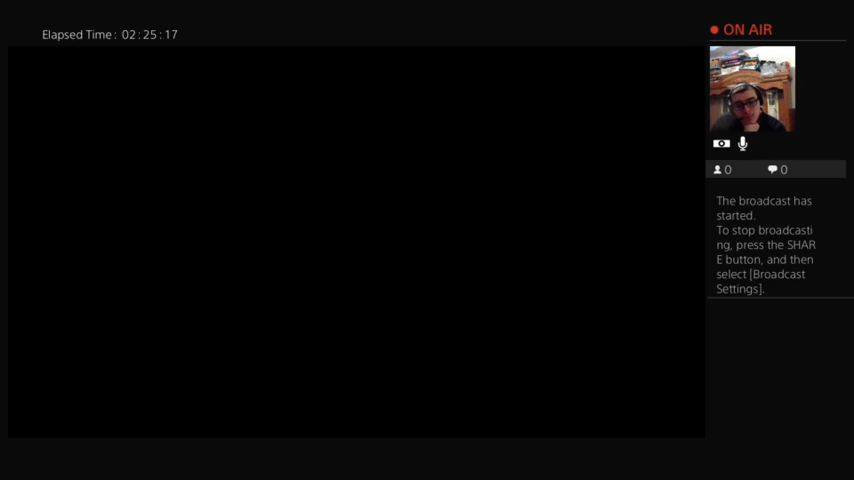 Elapsed Time: 02:25:17
ON AIR
0 0
The broadcast has
started.
To stop broadcasti
ng, press the SHAR
E button, and then
select [Broadcast
Settings].